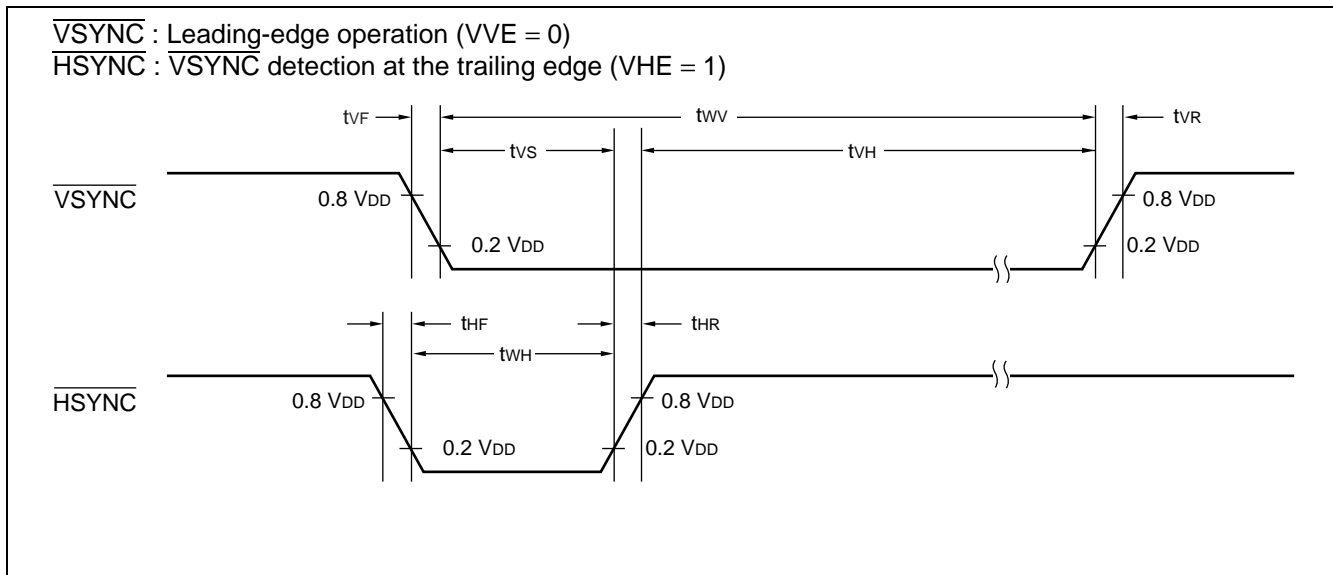 VSYNC : Leading-edge operation (VVE = 0)
HSYNC : VSYNC detection at the trailing edge (VHE = 1)
tVF tWV tVR
tVS tVH
VSYNC 0.8 VDD 0.8 VDD
0.2 VDD 0.2 VDD
tHF tHR
tWH
HSYNC 0.8 VDD 0.8 VDD
0.2 VDD 0.2 VDD